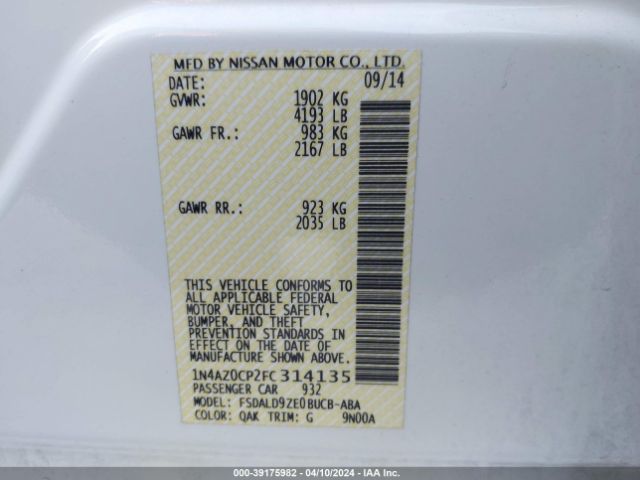 MFD BY NISSAN MOTOR CO., LTD.
DATE: 09/14
GVWR: 1902 KG
4193 LB
GAWR FR.: 983 KG
2167 LB
GAWR RR.: 923 KG
2035 LB
THIS VEHICLE CONFORMS TO
ALL APPLICABLE FEDERAL
MOTOR VEHICLE SAFETY,
BUMPER, AND THEFT
PREVENTION STANDARDS IN
EFFECT ON THE DATE OF
MANUFACTURE SHOWN ABOVE.
1N4AZ0CP2FC314135
PASSENGER CAR 932
MODEL: FSDALD9ZE0BUCB-ABA
COLOR: QAK TRIM: G 9N00A
000-39175982 - 04/10/2024 - IAAI.COM